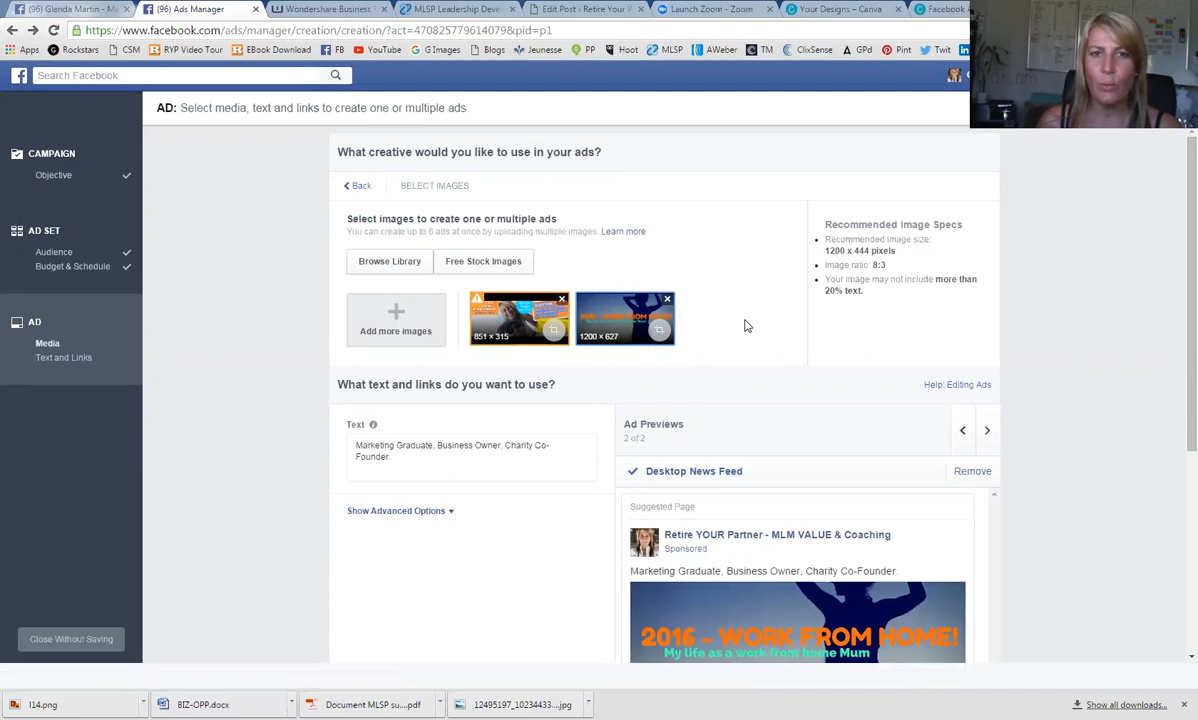 (96) Glenda Martin - M
(96) Ads Manager
Wondershare Business
MLSP Leadership Devel
Edit Post ‹ Retire Your
Launch Zoom - Zoom
Your Designs – Canva
Facebook A
https://www.facebook.com/ads/manager/creation/creation/?act=470825779614079&pid=p1
Apps Rockstars CSM RYP Video Tour EBook Download FB YouTube G Images Blogs Jeunesse PP Hoot MLSP AWeber TM ClixSense GPd Pint Twit
Search Facebook
AD: Select media, text and links to create one or multiple ads
CAMPAIGN
Objective
AD SET
Audience
Budget & Schedule
AD
Media
Text and Links
Close Without Saving
What creative would you like to use in your ads?
Back
SELECT IMAGES
Select images to create one or multiple ads
You can create up to 6 ads at once by uploading multiple images. Learn more
Browse Library
Free Stock Images
Add more images
851 × 315
2016 - WORK FROM HOME!
1200 × 627
Recommended Image Specs
Recommended image size:
1200 x 444 pixels
Image ratio: 8:3
Your image may not include more than
20% text.
What text and links do you want to use?
Help: Editing Ads
Text
Marketing Graduate, Business Owner, Charity Co-
Founder.
Show Advanced Options
Ad Previews
2 of 2
Desktop News Feed
Remove
Suggested Page
Retire YOUR Partner - MLM VALUE & Coaching
Sponsored
Marketing Graduate, Business Owner, Charity Co-Founder.
2016 - WORK FROM HOME!
My life as a work from home Mum
I14.png
BIZ-OPP.docx
Document MLSP su....pdf
12495197_10234433....jpg
Show all downloads...